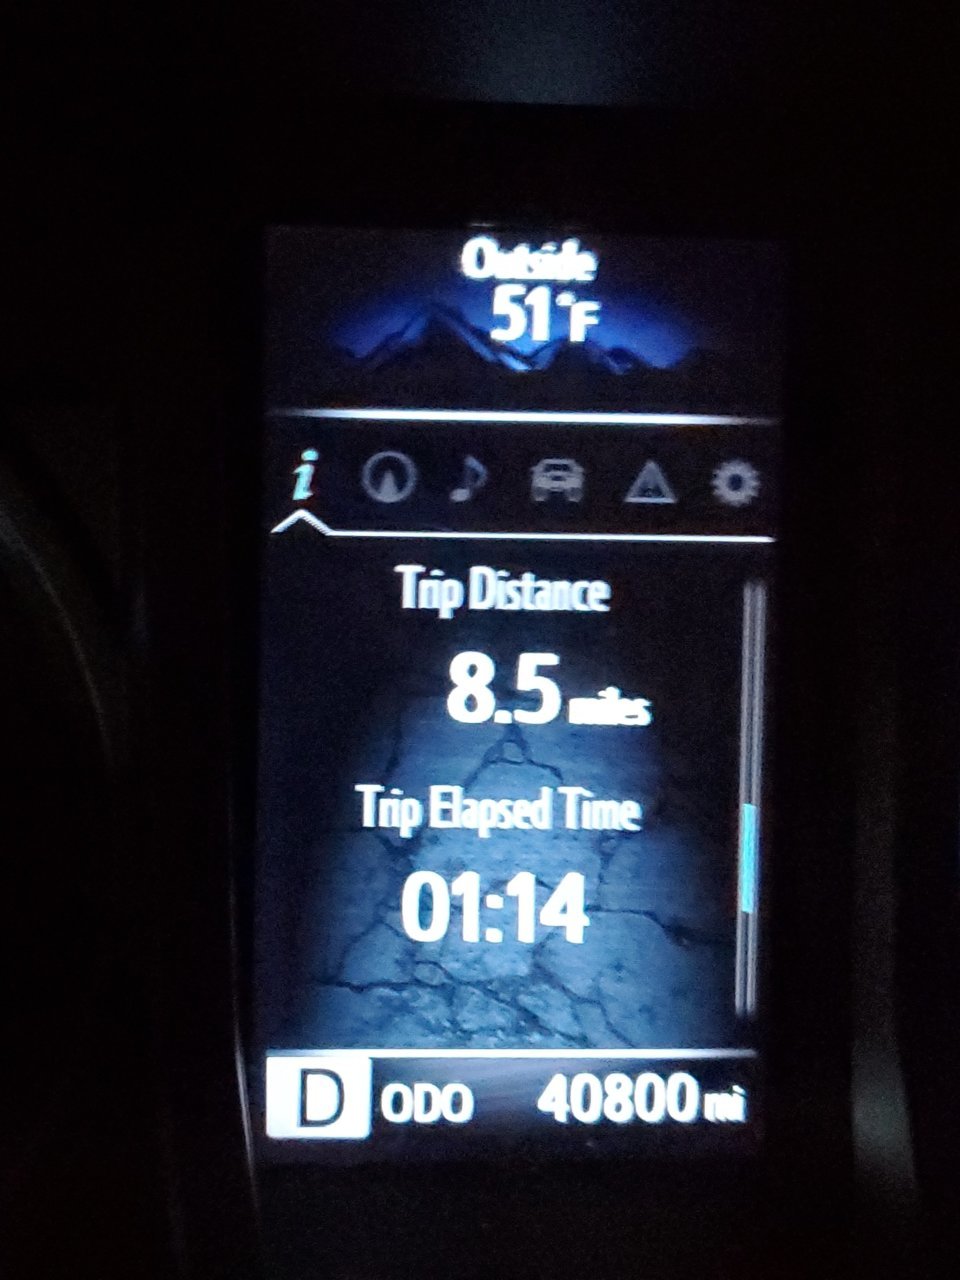 Outside
51°F
i
Trip Distance
8.5 miles
Trip Elapsed Time
01:14
D ODO 40800 mi